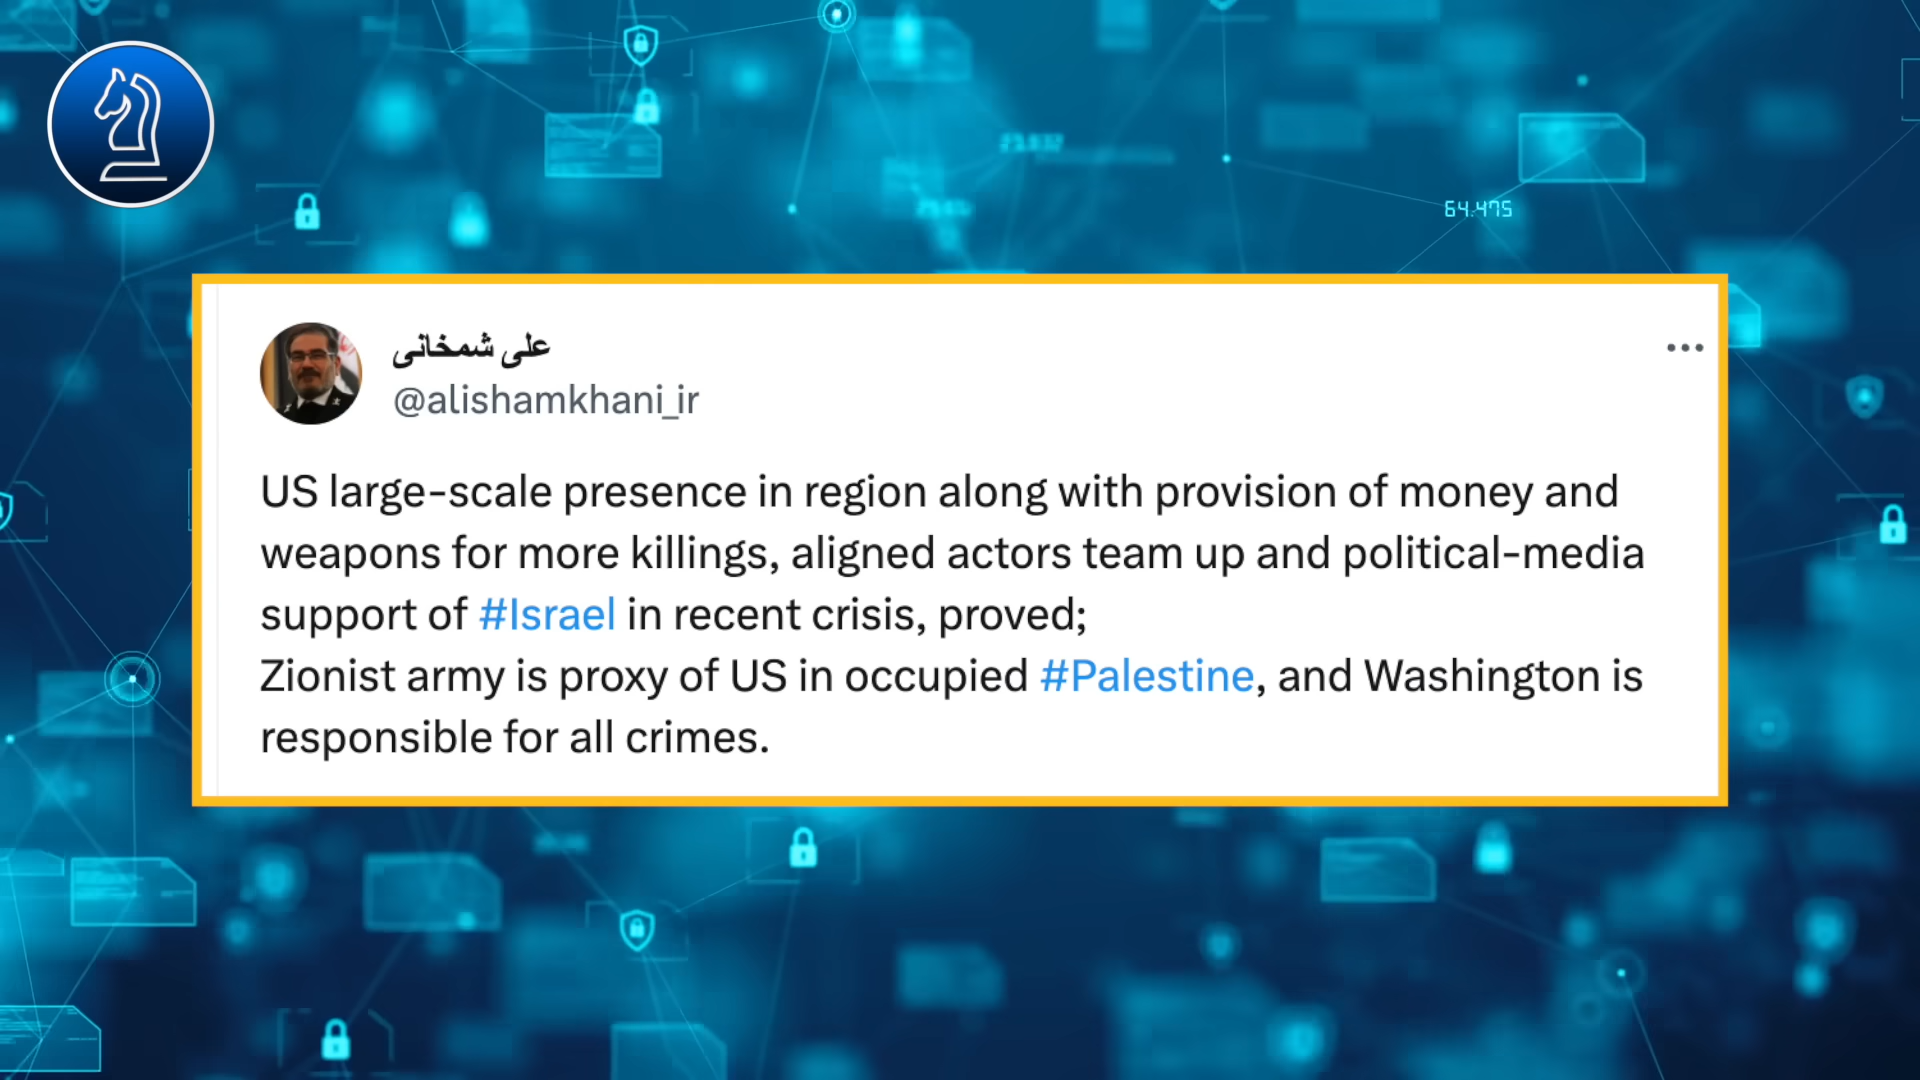 64.475
علی شمخانی
@alishamkhani_ir
US large-scale presence in region along with provision of money and
weapons for more killings, aligned actors team up and political-media
support of #Israel in recent crisis, proved;
Zionist army is proxy of US in occupied #Palestine, and Washington is
responsible for all crimes.